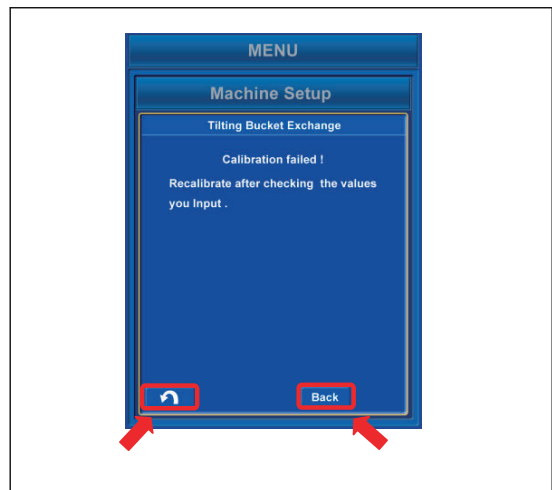 MENU
Machine Setup
Tilting Bucket Exchange
Calibration failed !
Recalibrate after checking the values
you Input .
Back